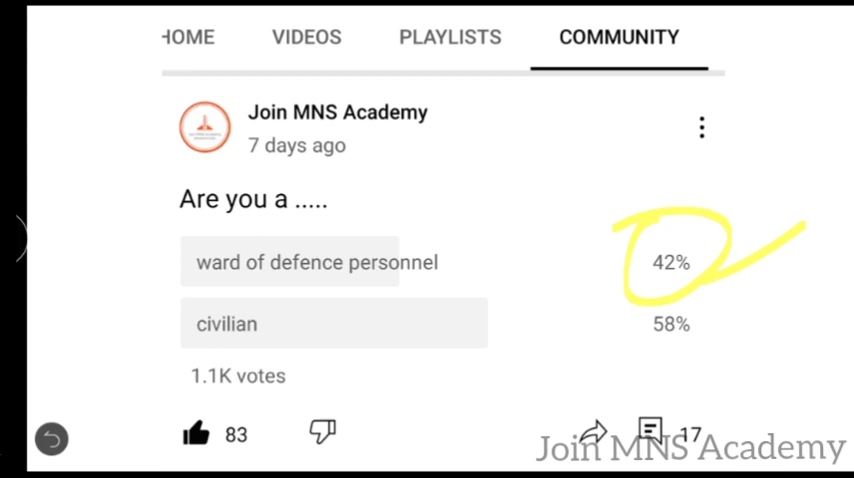 HOME VIDEOS PLAYLISTS COMMUNITY
Join MNS Academy
7 days ago
Are you a .....
ward of defence personnel 42%
civilian 58%
1.1K votes
83 17
Join MNS Academy